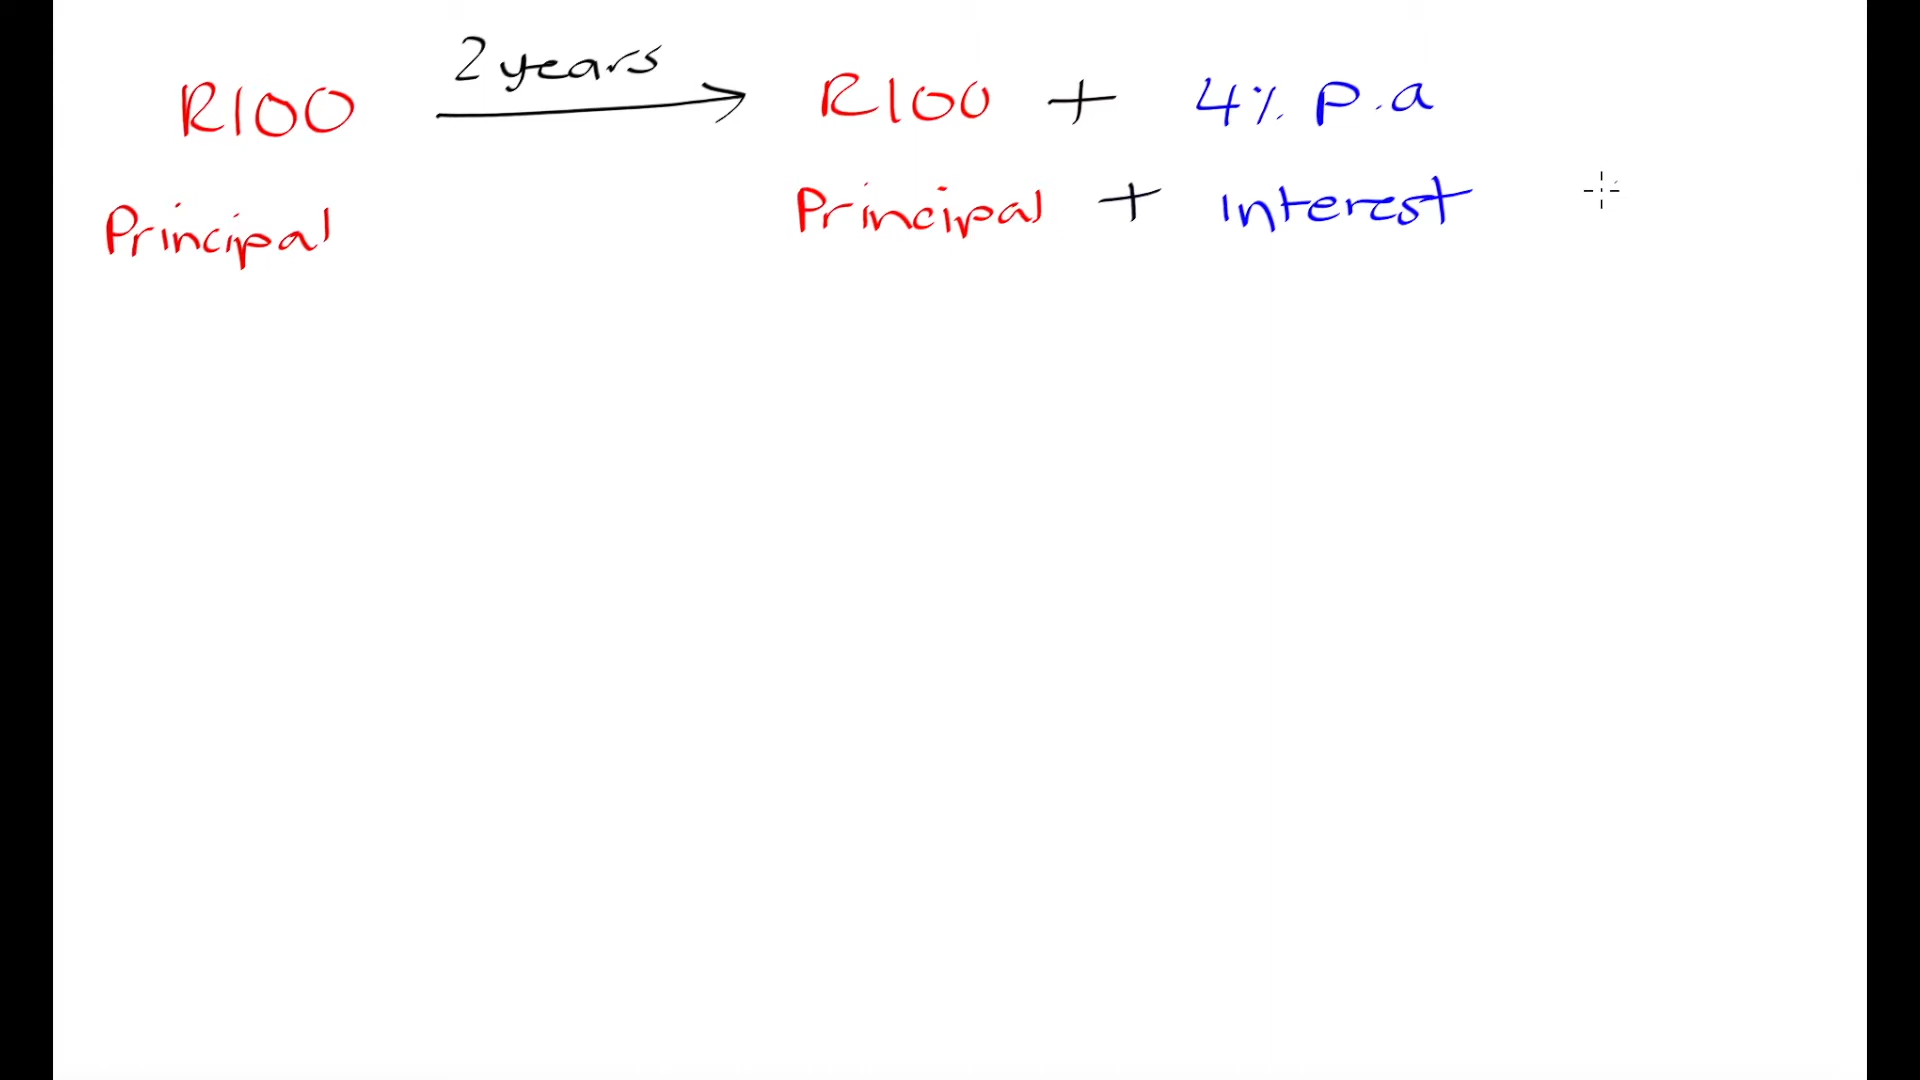 2 years
R100 → R100 + 4% p.a
Principal Principal + Interest